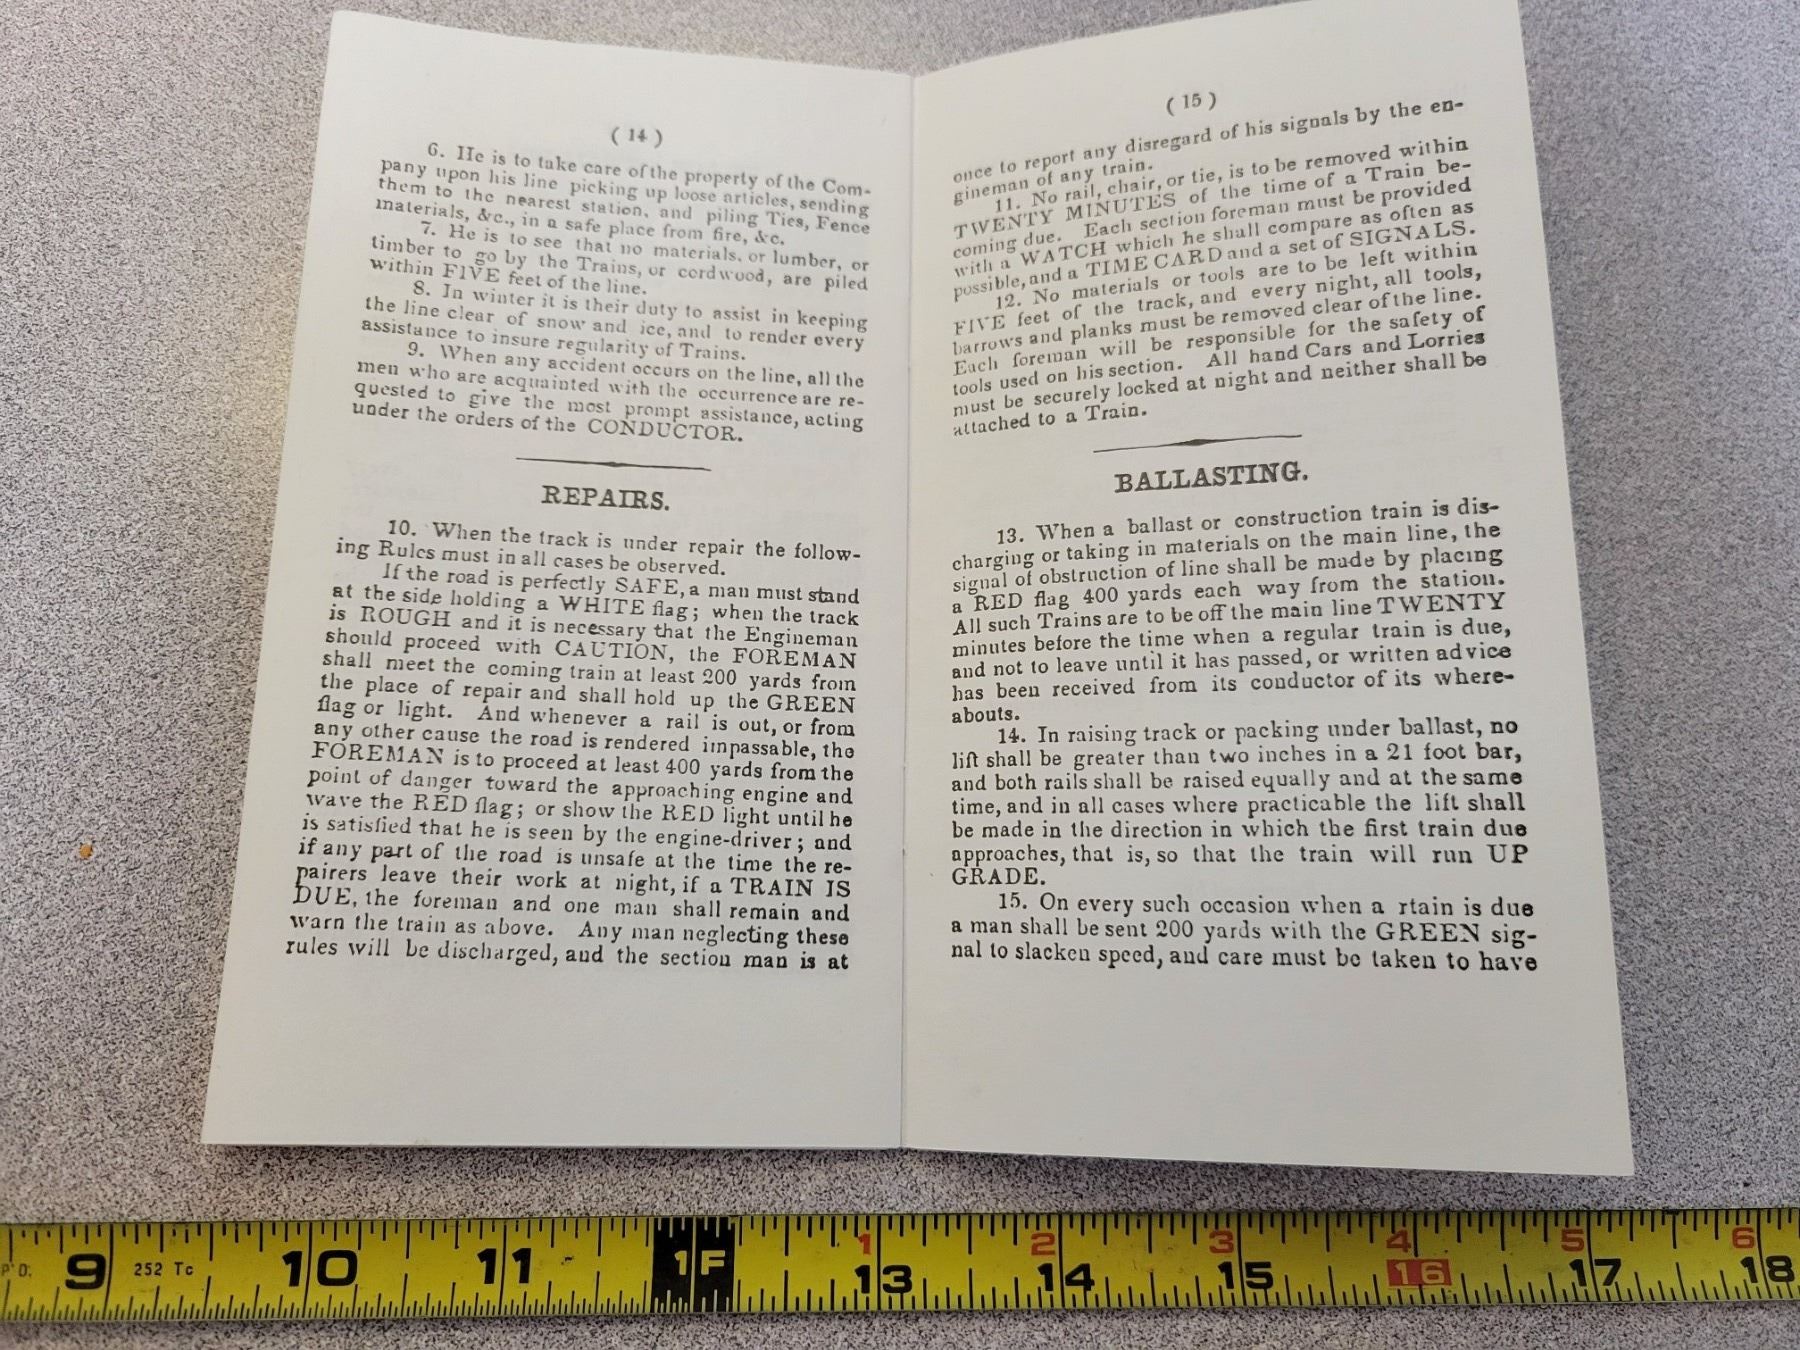 ( 14 )
6. He is to take care of the property of the Com-
pany upon his line picking up loose articles, sending
them to the nearest station, and piling Ties, Fence
materials, &c., in a safe place from fire, &c.
7. He is to see that no materials, or lumber, or
timber to go by the Trains, or cordwood, are piled
within FIVE feet of the line.
8. In winter it is their duty to assist in keeping
the line clear of snow and ice, and to render every
assistance to insure regularity of Trains.
9. When any accident occurs on the line, all the
men who are acquainted with the occurrence are re-
quested to give the most prompt assistance, acting
under the orders of the CONDUCTOR.
REPAIRS.
10. When the track is under repair the follow-
ing Rules must in all cases be observed.
If the road is perfectly SAFE, a man must stand
at the side holding a WHITE flag; when the track
is ROUGH and it is necessary that the Engineman
should proceed with CAUTION, the FOREMAN
shall meet the coming train at least 200 yards from
the place of repair and shall hold up the GREEN
flag or light. And whenever a rail is out, or from
any other cause the road is rendered impassable, the
FOREMAN is to proceed at least 400 yards from the
point of danger toward the approaching engine and
wave the RED flag; or show the RED light until he
is satisfied that he is seen by the engine-driver; and
if any part of the road is unsafe at the time the re-
pairers leave their work at night, if a TRAIN IS
DUE, the foreman and one man shall remain and
warn the train as above. Any man neglecting these
rules will be discharged, and the section man is at
( 15 )
once to report any disregard of his signals by the en-
gineman of any train.
11. No rail, chair, or tie, is to be removed within
TWENTY MINUTES of the time of a Train be-
coming due. Each section foreman must be provided
with a WATCH which he shall compare as often as
possible, and a TIME CARD and a set of SIGNALS.
12. No materials or tools are to be left within
FIVE feet of the track, and every night, all tools,
barrows and planks must be removed clear of the line.
Each foreman will be responsible for the safety of
tools used on his section. All hand Cars and Lorries
must be securely locked at night and neither shall be
attached to a Train.
BALLASTING.
13. When a ballast or construction train is dis-
charging or taking in materials on the main line, the
signal of obstruction of line shall be made by placing
a RED flag 400 yards each way from the station.
All such Trains are to be off the main line TWENTY
minutes before the time when a regular train is due,
and not to leave until it has passed, or written advice
has been received from its conductor of its where-
abouts.
14. In raising track or packing under ballast, no
lift shall be greater than two inches in a 21 foot bar,
and both rails shall be raised equally and at the same
time, and in all cases where practicable the lift shall
be made in the direction in which the first train due
approaches, that is, so that the train will run UP
GRADE.
15. On every such occasion when a rtain is due
a man shall be sent 200 yards with the GREEN sig-
nal to slacken speed, and care must be taken to have
1 2 3 4 5 6
P'D. 9 252 Tc 10 11 1F 13 14 15 16 17 18